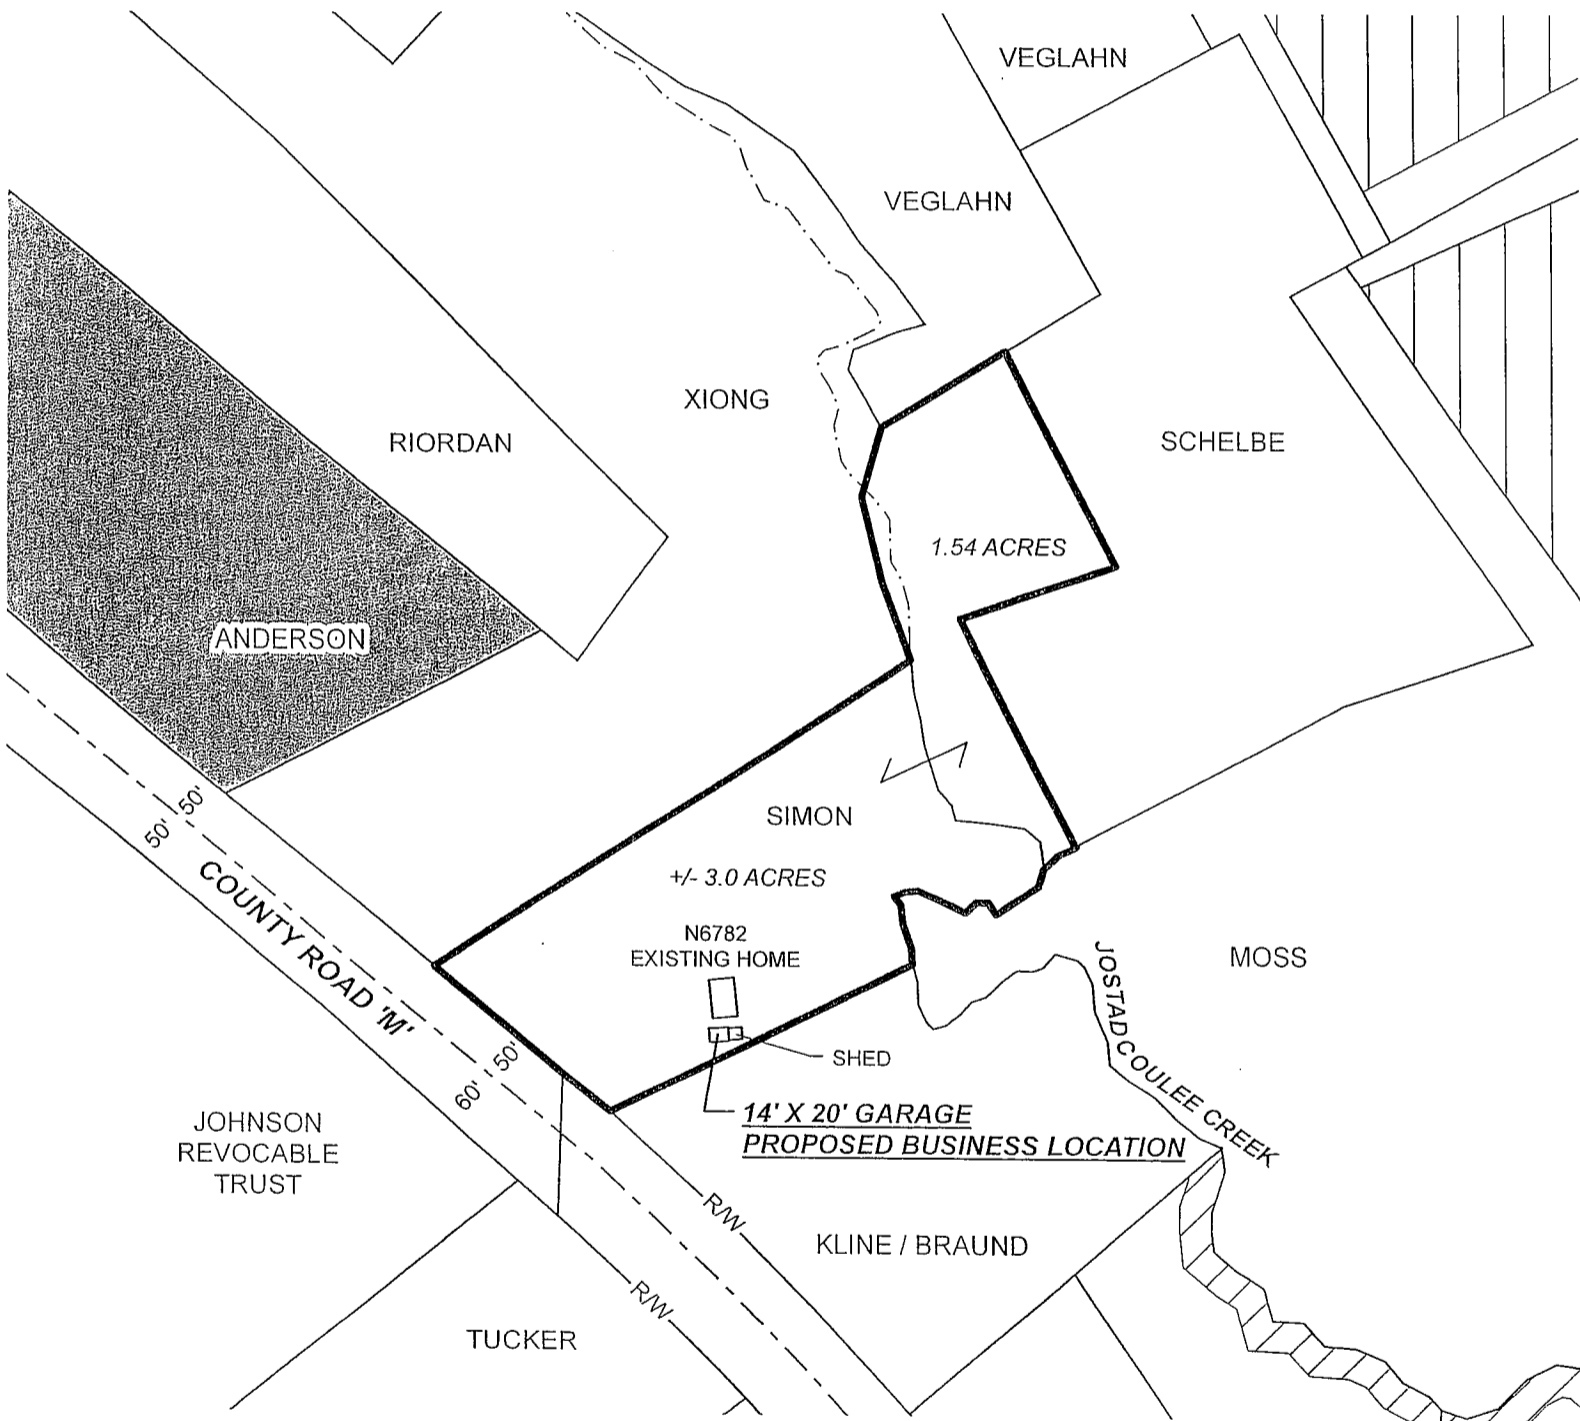 VEGLAHN
VEGLAHN
XIONG
RIORDAN
SCHELBE
1.54 ACRES
ANDERSON
50'
50'
COUNTY ROAD 'M'
SIMON
+/- 3.0 ACRES
N6782
EXISTING HOME
MOSS
JOSTAD COULEE CREEK
50'
60'
SHED
14' X 20' GARAGE
PROPOSED BUSINESS LOCATION
JOHNSON
REVOCABLE
TRUST
R/W
KLINE / BRAUND
R/W
TUCKER